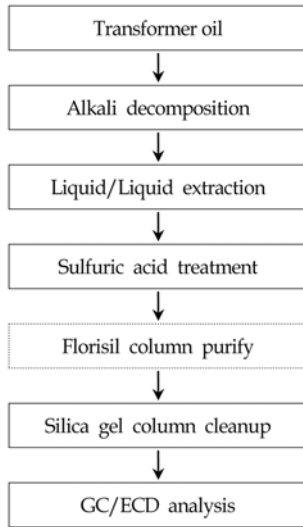 Transformer oil
Alkali decomposition
Liquid/Liquid extraction
Sulfuric acid treatment
Florisil column purify
Silica gel column cleanup
GC/ECD analysis